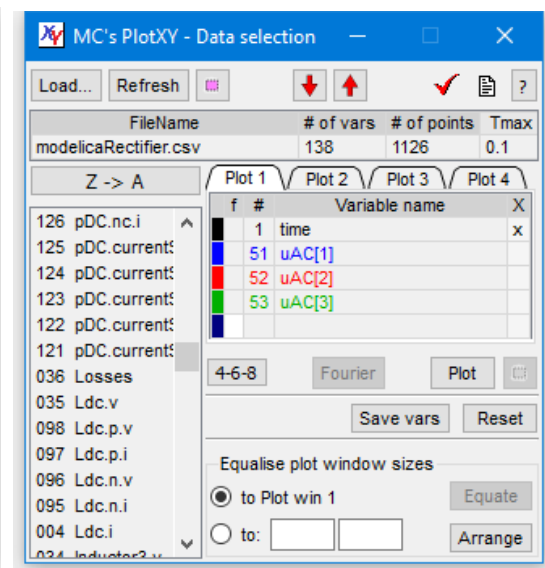 MC's PlotXY - Data selection
Load... Refresh ?
FileName # of vars # of points Tmax
modelicaRectifier.csv 138 1126 0.1
Z -> A
126 pDC.nc.i
125 pDC.current
124 pDC.current
123 pDC.current
122 pDC.current
121 pDC.current
036 Losses
035 Ldc.v
098 Ldc.p.v
097 Ldc.p.i
096 Ldc.n.v
095 Ldc.n.i
004 Ldc.i
034 Inductor3.v
Plot 1 Plot 2 Plot 3 Plot 4
f # Variable name X
1 time x
51 uAC[1]
52 uAC[2]
53 uAC[3]
4-6-8 Fourier Plot
Save vars Reset
Equalise plot window sizes
to Plot win 1 Equate
to: Arrange